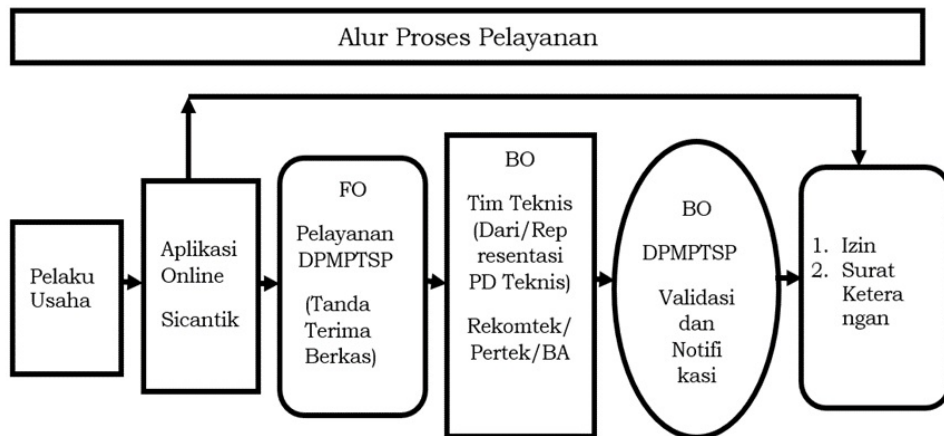 Alur Proses Pelayanan
Pelaku
Usaha
Aplikasi
Online
Sicantik
FO
Pelayanan
DPMPTSP
(Tanda
Terima
Berkas)
BO
Tim Teknis
(Dari/Rep
resentasi
PD Teknis)
Rekomtek/
Pertek/BA
BO
DPMPTSP
Validasi
dan
Notifi
kasi
1. Izin
2. Surat
Ketera
ngan